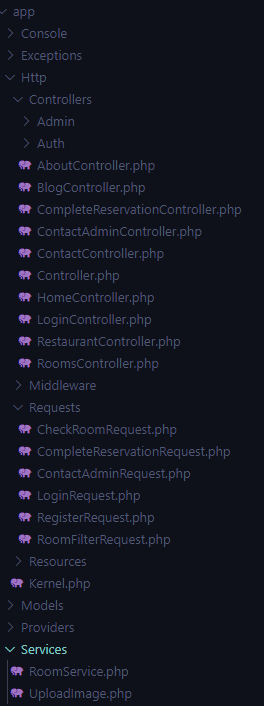 app
Console
Exceptions
Http
Controllers
Admin
Auth
AboutController.php
BlogController.php
CompleteReservationController.php
ContactAdminController.php
ContactController.php
Controller.php
HomeController.php
LoginController.php
RestaurantController.php
RoomsController.php
Middleware
Requests
CheckRoomRequest.php
CompleteReservationRequest.php
ContactAdminRequest.php
LoginRequest.php
RegisterRequest.php
RoomFilterRequest.php
Resources
Kernel.php
Models
Providers
Services
RoomService.php
UploadImage.php